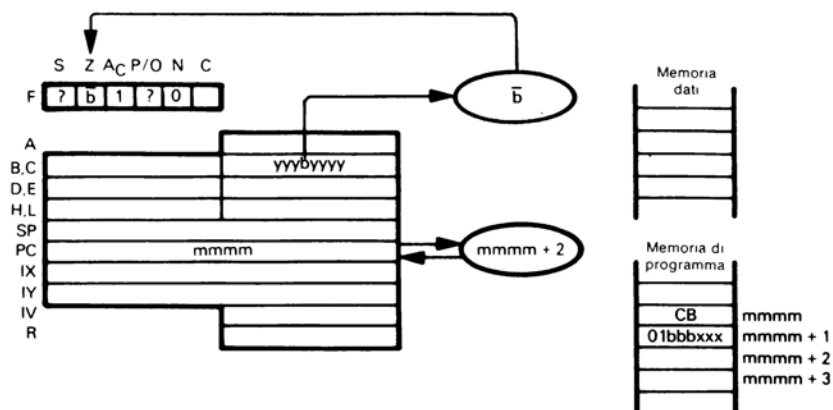 S Z AC P/O N C
F ? b̅ 1 ? 0
b̅
A
B,C yyybyyyy
D,E
H,L
SP
PC mmmm
mmmm + 2
IX
IY
IV
R
Memoria
dati
Memoria di
programma
CB mmmm
01bbbxxx mmmm + 1
mmmm + 2
mmmm + 3